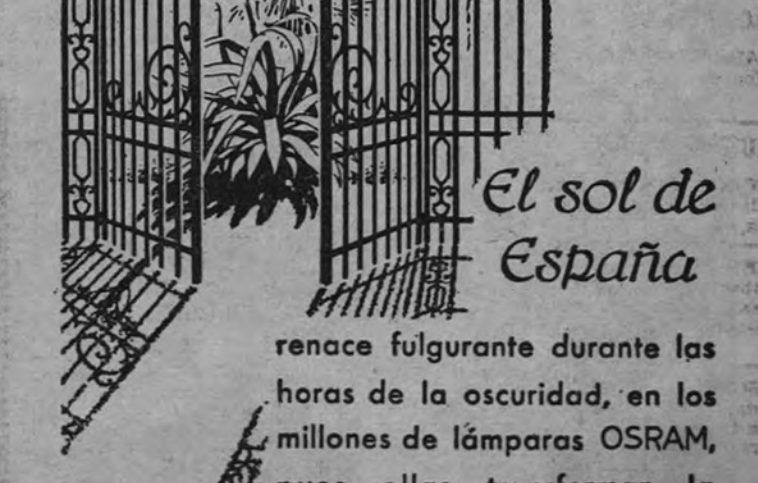 El sol de
España
renace fulgurante durante las
horas de la oscuridad, en los
millones de lámparas OSRAM,